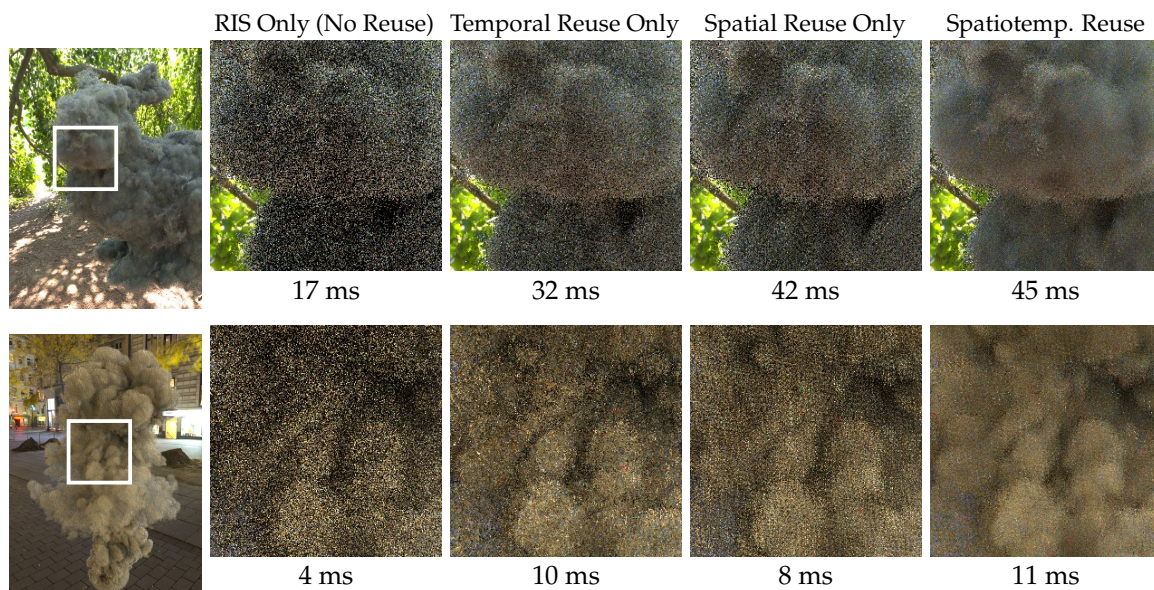 RIS Only (No Reuse) Temporal Reuse Only Spatial Reuse Only Spatiotemp. Reuse
17 ms 32 ms 42 ms 45 ms
4 ms 10 ms 8 ms 11 ms